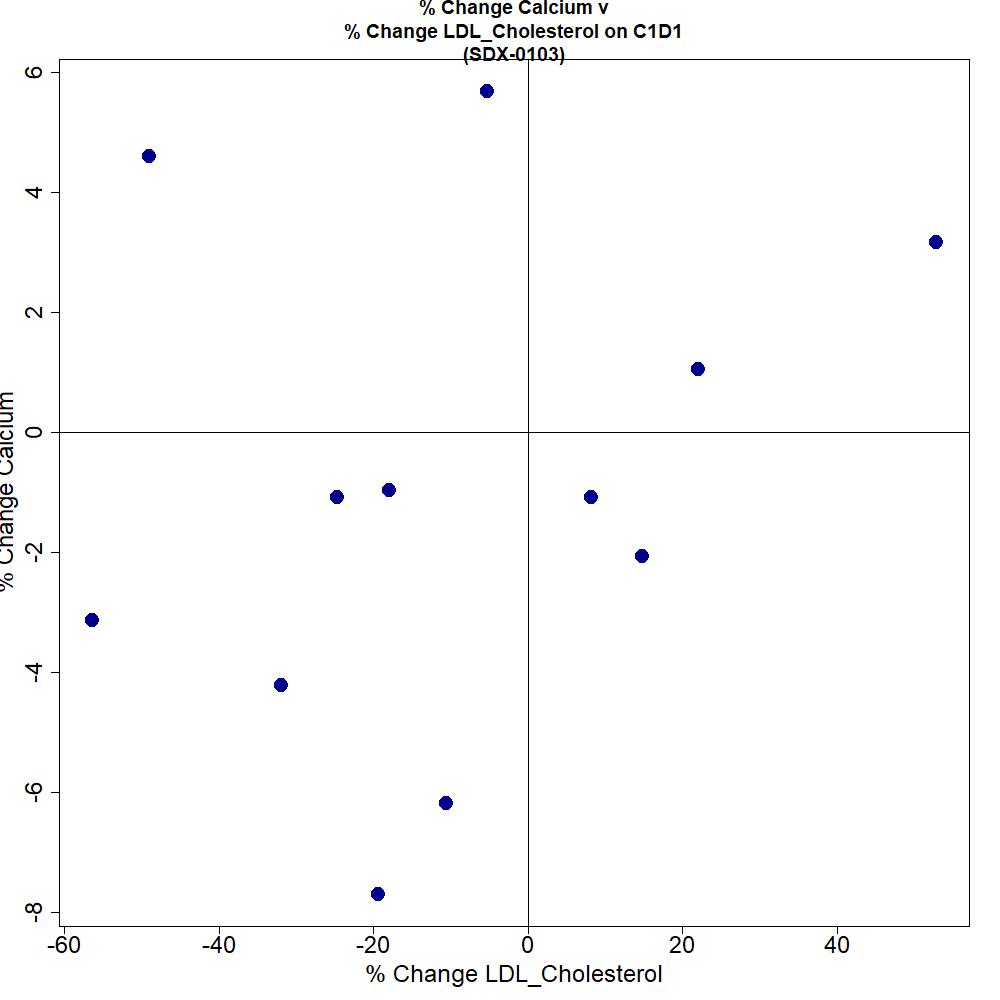 % Change Calcium v
% Change LDL_Cholesterol on C1D1
(SDX-0103)
% Change Calcium
6
4
2
0
-2
-4
-6
-8
-60
-40
-20
0
20
40
% Change LDL_Cholesterol